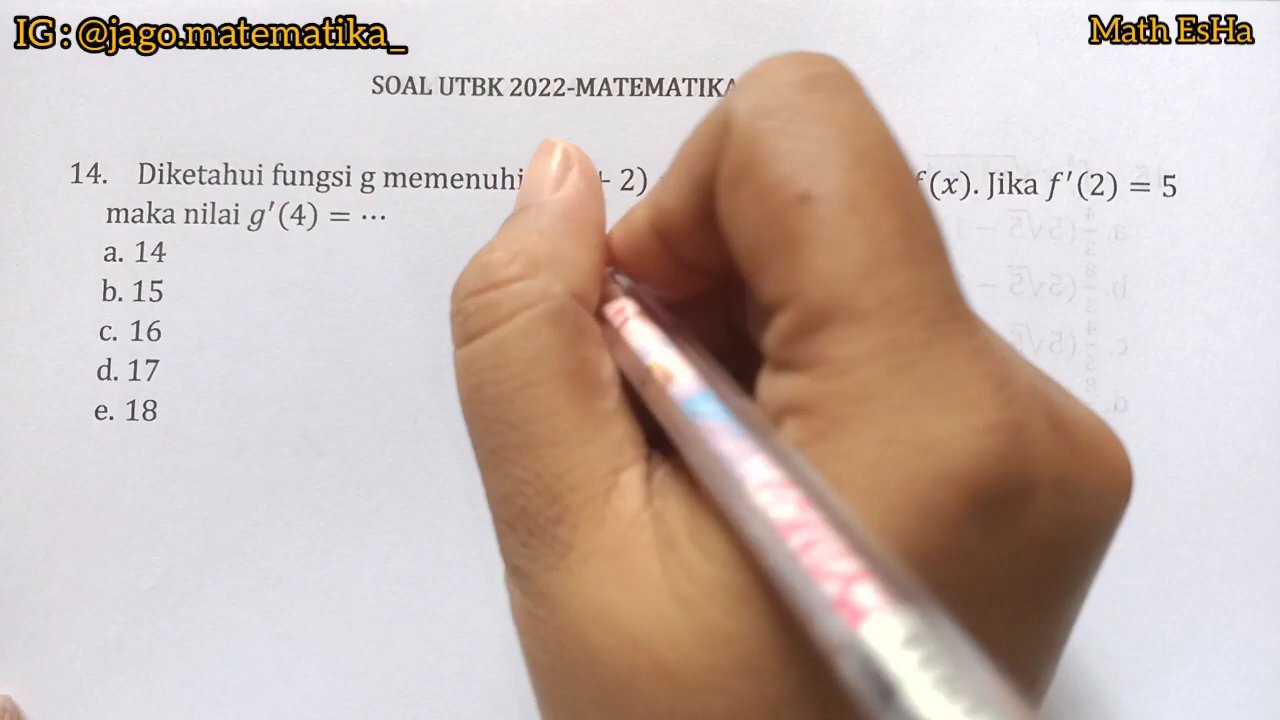 IG : @jago.matematika_
Math EsHa
SOAL UTBK 2022-MATEMATIKA
14. Diketahui fungsi g memenuhi + 2) f(x). Jika f'(2) = 5
maka nilai g'(4) = ⋯
a. 14
b. 15
c. 16
d. 17
e. 18